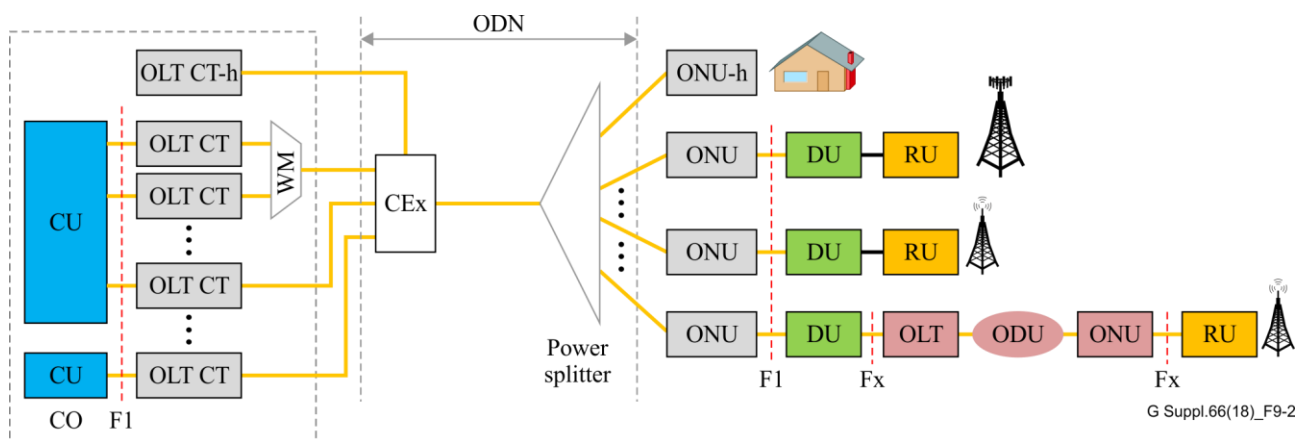 ODN
OLT CT-h
ONU-h
CU
OLT CT
WM
ONU
DU
RU
OLT CT
CEx
ONU
DU
RU
OLT CT
ONU
DU
OLT
ODU
ONU
RU
Power
splitter
CU
OLT CT
F1
Fx
Fx
CO
F1
G Suppl.66(18)_F9-2